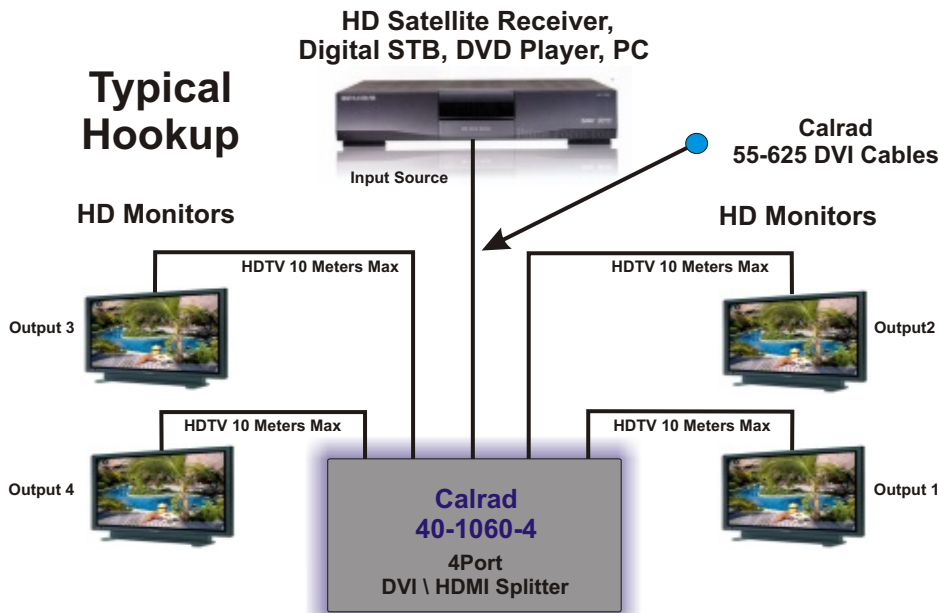 HD Satellite Receiver,
Digital STB, DVD Player, PC
Typical
Hookup
Calrad
55-625 DVI Cables
Input Source
HD Monitors
HD Monitors
HDTV 10 Meters Max
HDTV 10 Meters Max
Output 3
Output2
HDTV 10 Meters Max
HDTV 10 Meters Max
Output 4
Output 1
Calrad
40-1060-4
4Port
DVI \ HDMI Splitter